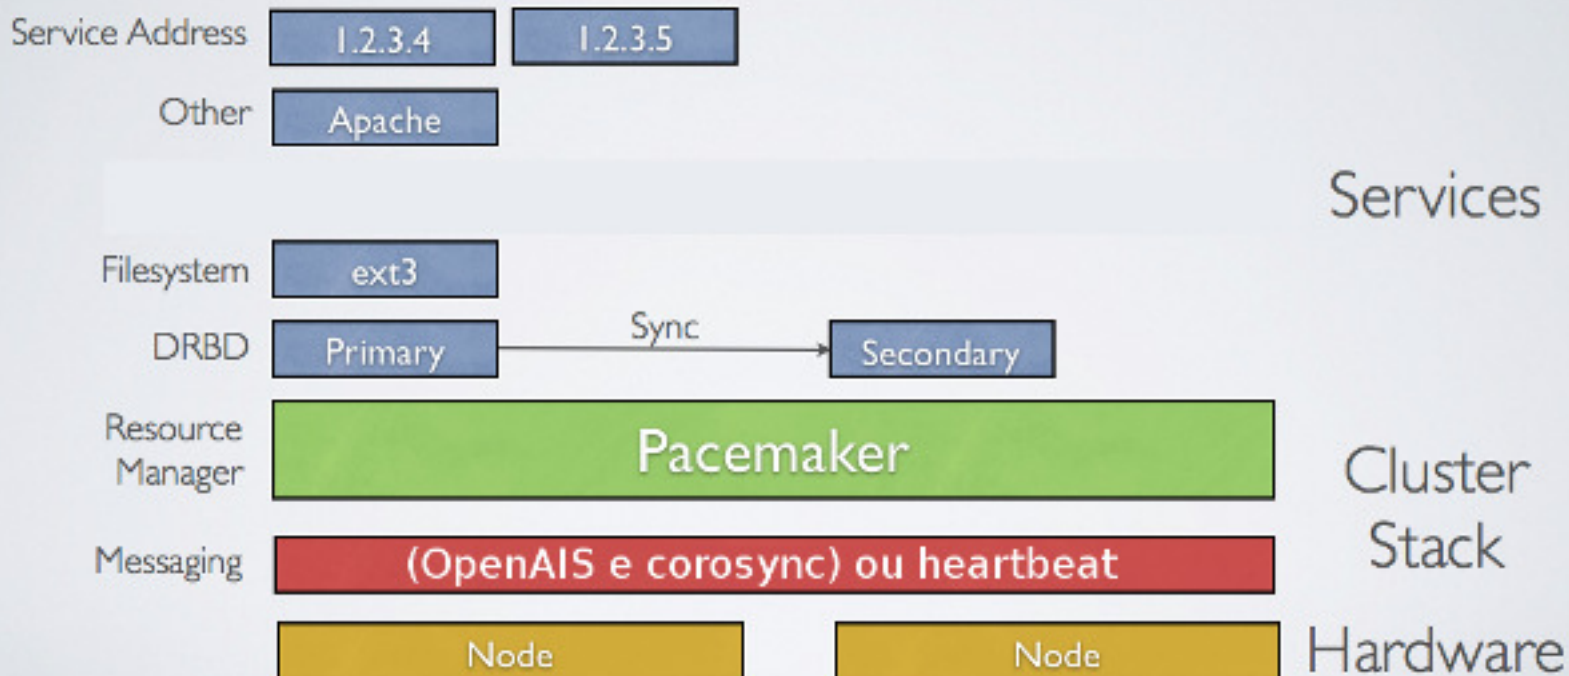 Service Address 1.2.3.4 1.2.3.5
Other Apache
Services
Filesystem ext3
DRBD Primary Sync Secondary
Resource
Manager
Pacemaker
Cluster
Stack
Messaging (OpenAIS e corosync) ou heartbeat
Node Node Hardware